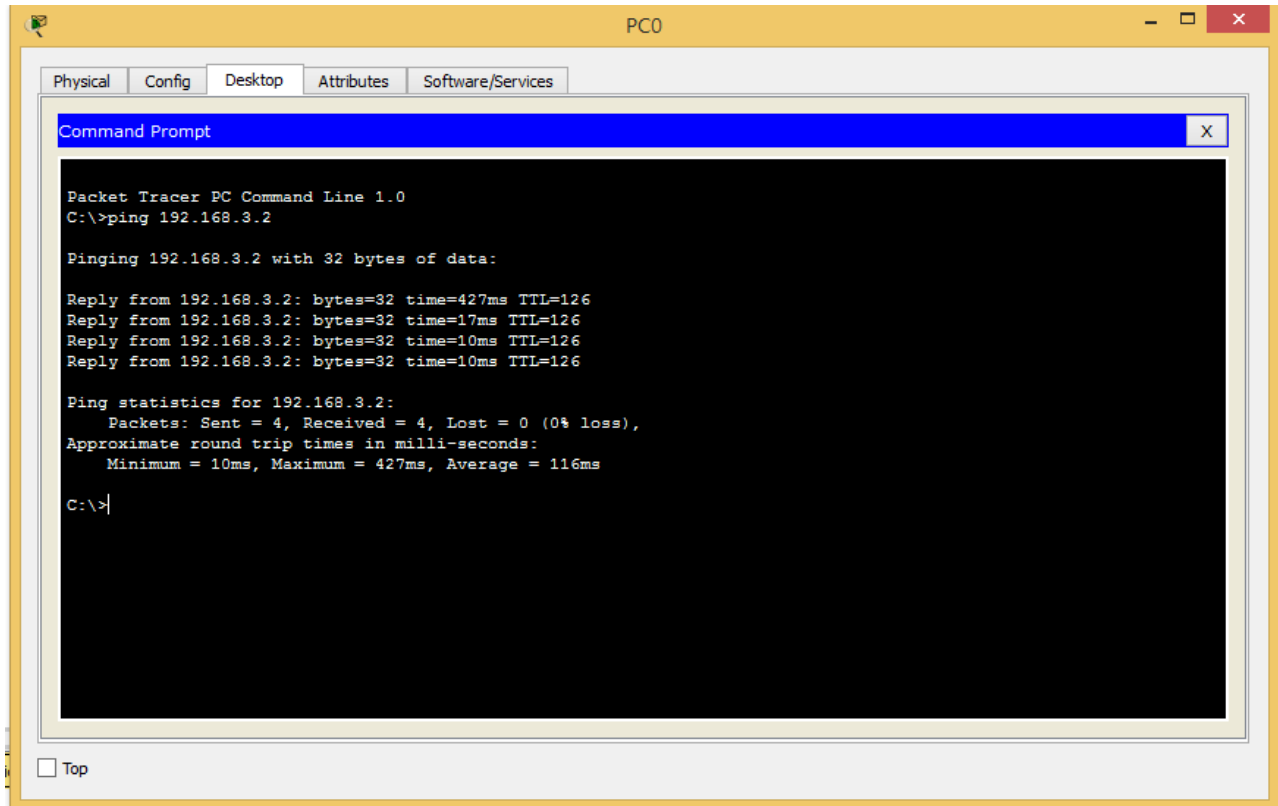 PC0
Physical Config Desktop Attributes Software/Services
Command Prompt X
Packet Tracer PC Command Line 1.0
C:\>ping 192.168.3.2
Pinging 192.168.3.2 with 32 bytes of data:
Reply from 192.168.3.2: bytes=32 time=427ms TTL=126
Reply from 192.168.3.2: bytes=32 time=17ms TTL=126
Reply from 192.168.3.2: bytes=32 time=10ms TTL=126
Reply from 192.168.3.2: bytes=32 time=10ms TTL=126
Ping statistics for 192.168.3.2:
Packets: Sent = 4, Received = 4, Lost = 0 (0% loss),
Approximate round trip times in milli-seconds:
Minimum = 10ms, Maximum = 427ms, Average = 116ms
C:\>
Top